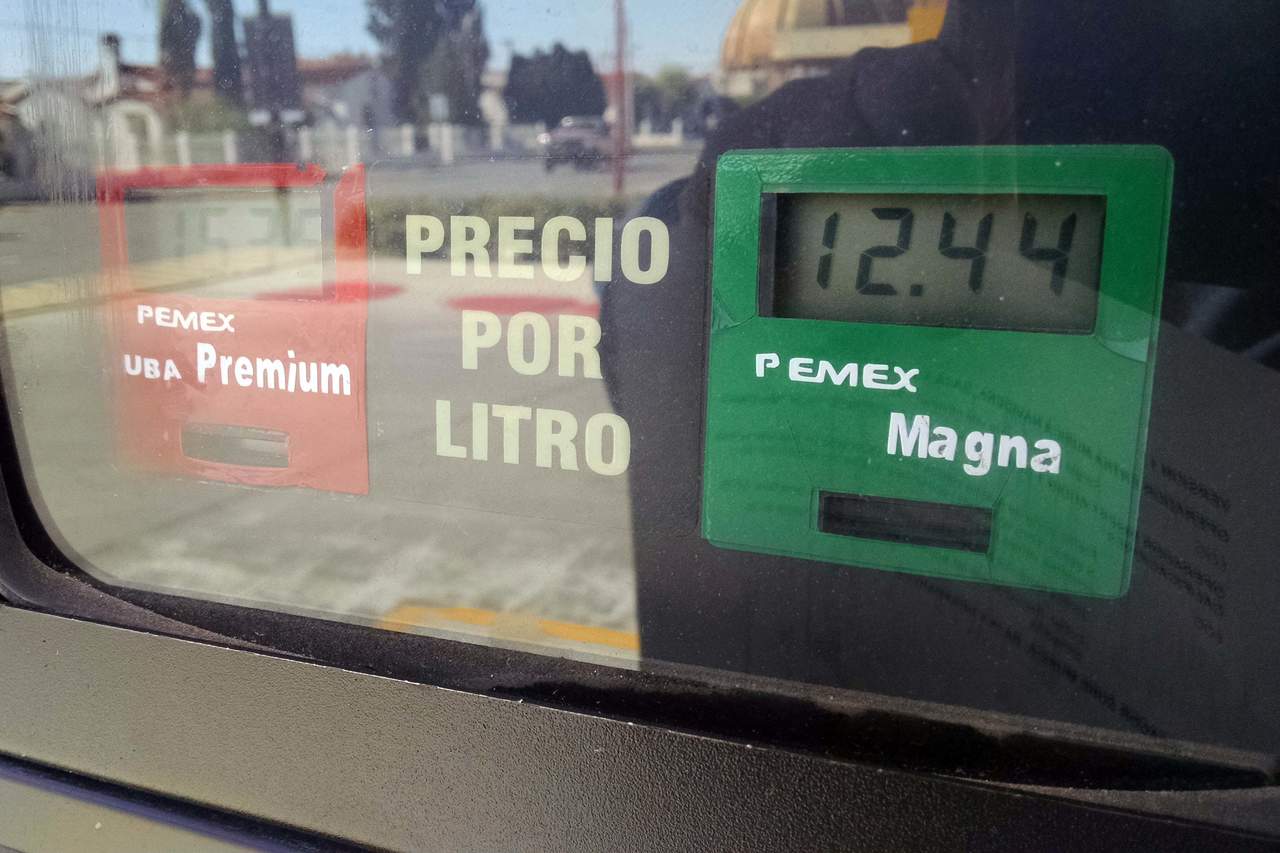 PEMEX
UBA Premium
PRECIO
POR
LITRO
12.44
PEMEX
Magna